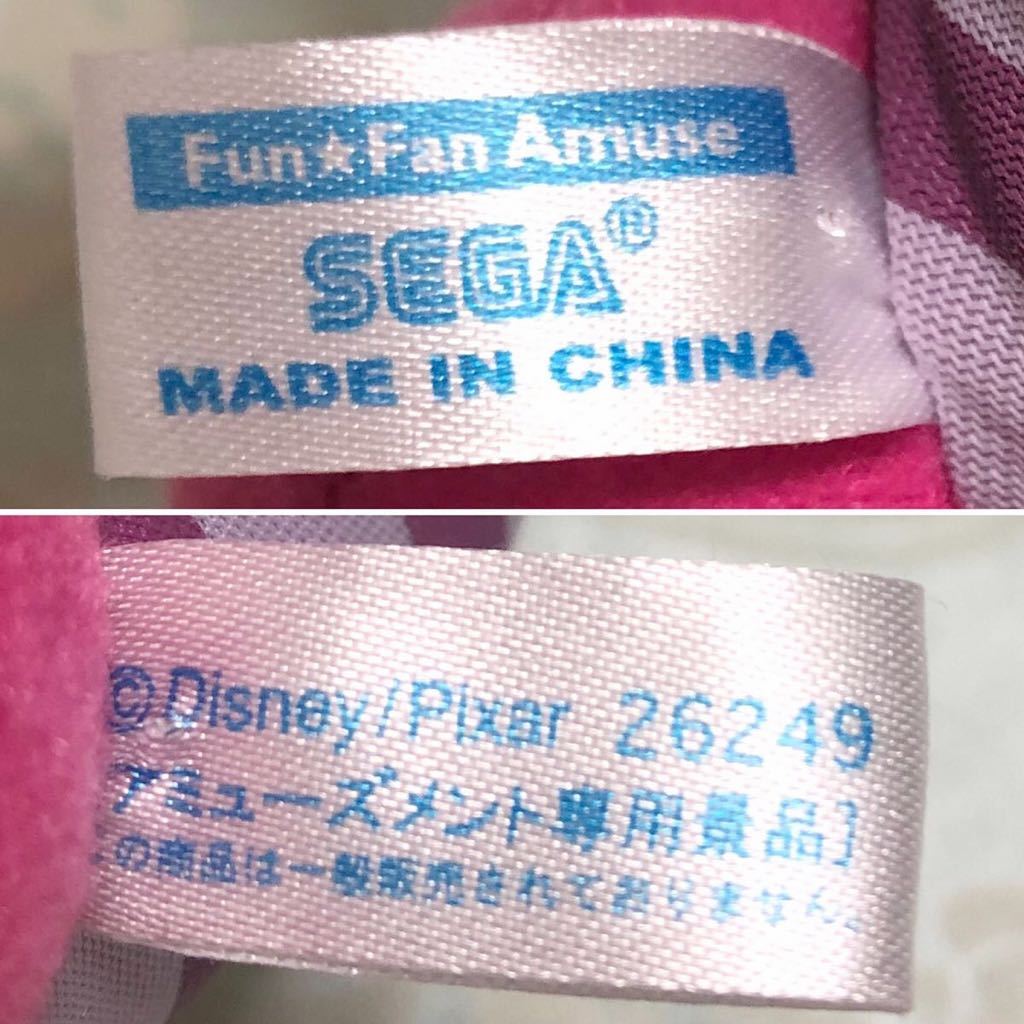 Fun★Fan Amuse
SEGA®
MADE IN CHINA
©Disney/Pixar 26249
アミューズメント専用景品]
の商品は一般販売されておりません。